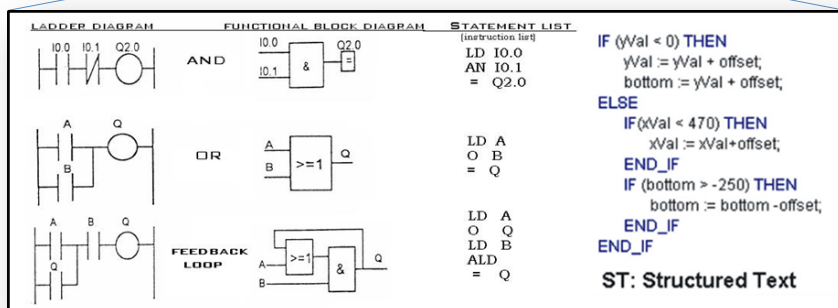 LADDER DIAGRAM
FUNCTIONAL BLOCK DIAGRAM
STATEMENT LIST
(instruction list)
I0.0 I0.1 Q2.0
AND
I0.0
I0.1
&
Q2.0
=
LD I0.0
AN I0.1
= Q2.0
A Q
B
OR
A
B
>=1
Q
LD A
O B
= Q
A B Q
Q
FEEDBACK
LOOP
A
B
>=1
&
Q
LD A
O Q
LD B
ALD
= Q
IF (yVal < 0) THEN
yVal := yVal + offset;
bottom := yVal + offset;
ELSE
IF(xVal < 470) THEN
xVal := xVal+offset;
END_IF
IF (bottom > -250) THEN
bottom := bottom -offset;
END_IF
END_IF
ST: Structured Text